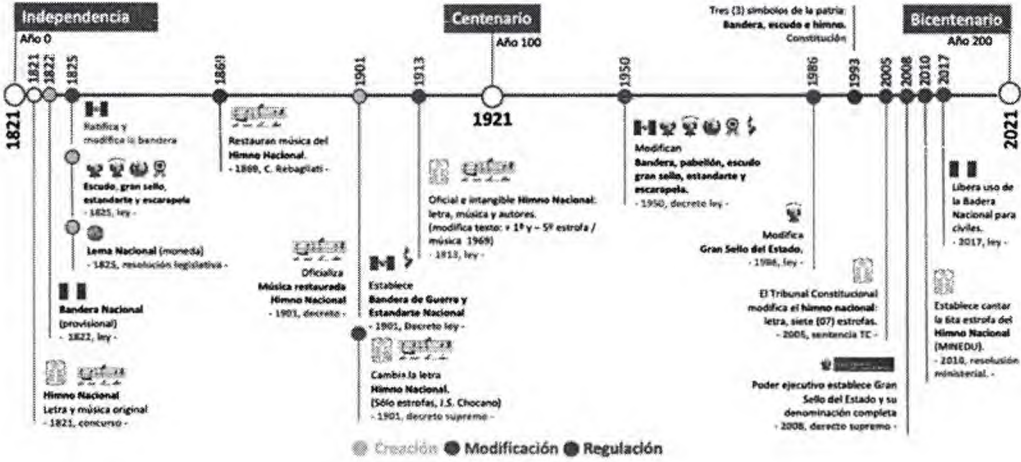 Independencia
Año 0
Centenario
Año 100
Tres (3) símbolos de la patria:
Bandera, escudo e himno.
Constitución
Bicentenario
Año 200
1821
1821
1822
1825
1869
1901
1913
1921
1950
1986
1993
2005
2008
2010
2017
2021
Ratifica y
modifica la bandera
Escudo, gran sello,
estandarte y escarapela
- 1825, ley -
Lema Nacional (moneda)
- 1825, resolución legislativa -
Bandera Nacional
(provisional)
- 1822, ley -
Himno Nacional
Letra y música original
- 1821, concurso -
Restauran música del
Himno Nacional.
- 1869, C. Rebagliati -
Oficializa
Música restaurada
Himno Nacional
- 1901, decreto -
Establece
Bandera de Guerra y
Estandarte Nacional
- 1901, Decreto ley -
Cambia la letra
Himno Nacional.
(Sólo estrofas, J.S. Chocano)
- 1901, decreto supremo -
Oficial e intangible Himno Nacional:
letra, música y autores.
(modifica texto: + 1ª y – 5ª estrofa /
música 1969)
- 1913, ley -
Modifican
Bandera, pabellón, escudo
gran sello, estandarte y
escarapela.
- 1950, decreto ley -
Modifica
Gran Sello del Estado.
- 1986, ley -
El Tribunal Constitucional
modifica el himno nacional:
letra, siete (07) estrofas.
- 2005, sentencia TC -
Poder ejecutivo establece Gran
Sello del Estado y su
denominación completa
- 2008, derecto supremo -
Libera uso de
la Badera
Nacional para
civiles.
- 2017, ley -
Establece cantar
la 6ta estrofa del
Himno Nacional
(MINEDU).
- 2010, resolución
ministerial. -
Creación
Modificación
Regulación